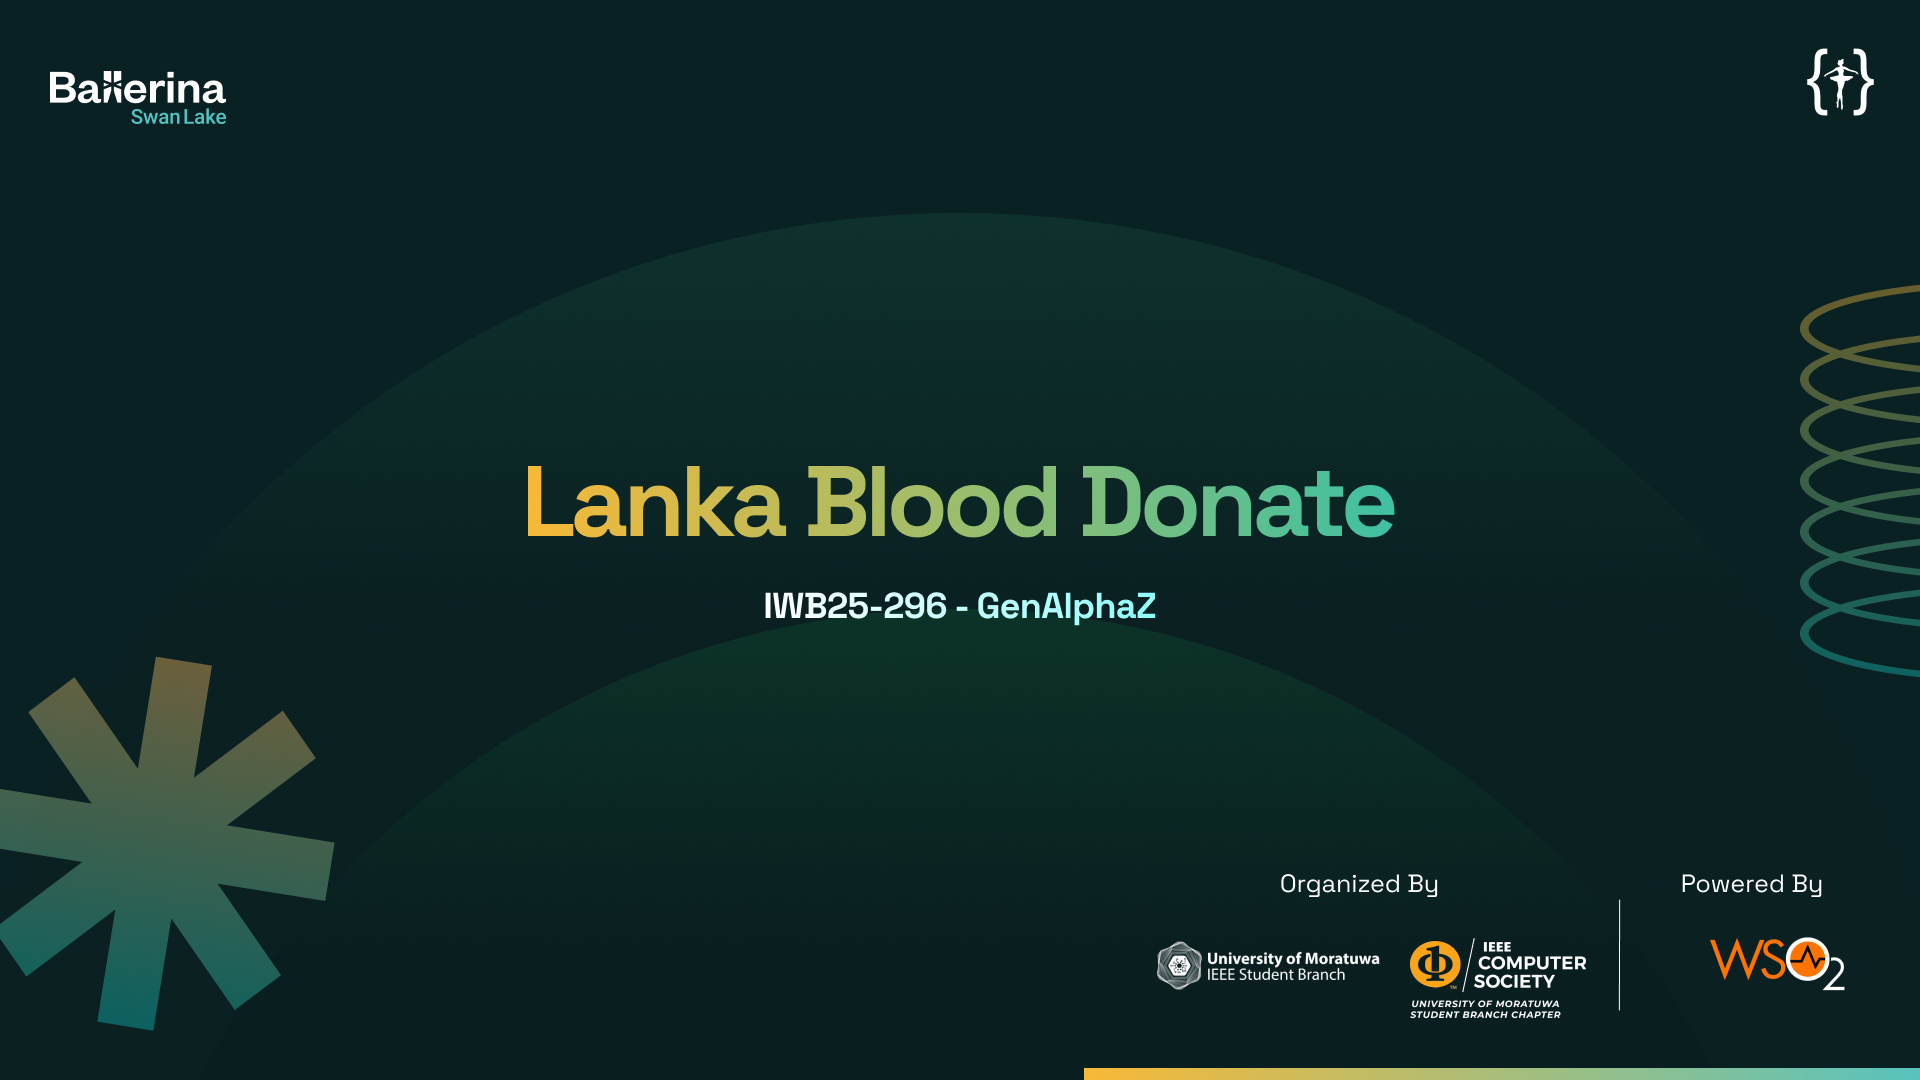 Ballerina
Swan Lake
Lanka Blood Donate
IWB25-296 - GenAlphaZ
Organized By
Powered By
University of Moratuwa
IEEE Student Branch
IEEE
COMPUTER
SOCIETY
TM
UNIVERSITY OF MORATUWA
STUDENT BRANCH CHAPTER
WSO2